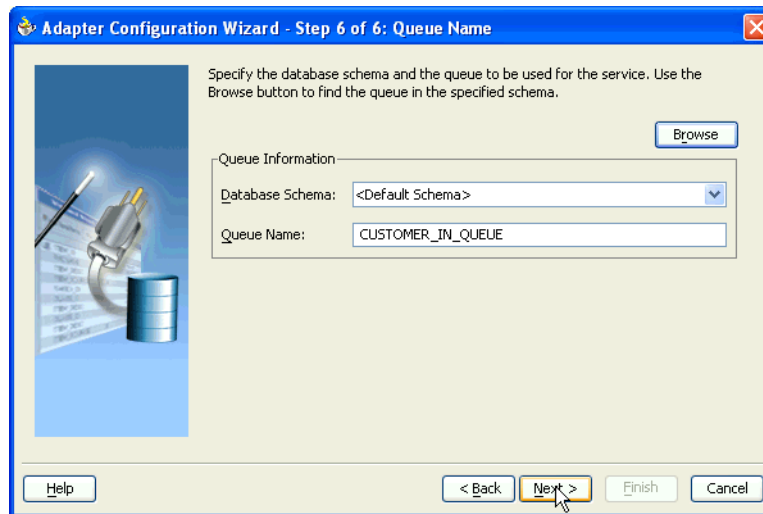 Adapter Configuration Wizard - Step 6 of 6: Queue Name
Specify the database schema and the queue to be used for the service. Use the
Browse button to find the queue in the specified schema.
Browse
Queue Information
Database Schema: <Default Schema>
Queue Name: CUSTOMER_IN_QUEUE
Help
< Back
Next >
Finish
Cancel